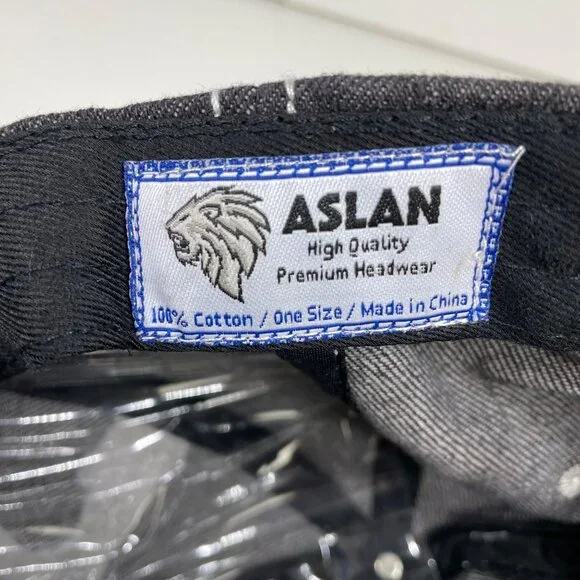 ASLAN
High Quality
Premium Headwear
100% Cotton / One Size / Made in China